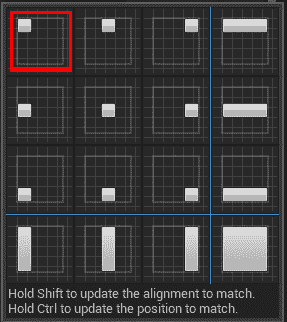 Hold Shift to update the alignment to match.
Hold Ctrl to update the position to match.